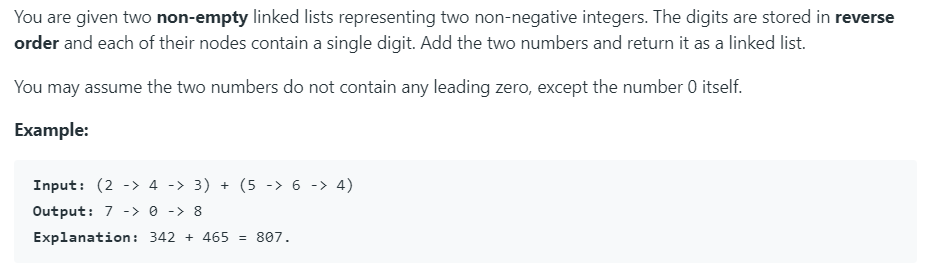 You are given two non-empty linked lists representing two non-negative integers. The digits are stored in reverse
order and each of their nodes contain a single digit. Add the two numbers and return it as a linked list.
You may assume the two numbers do not contain any leading zero, except the number 0 itself.
Example:
Input: (2 -> 4 -> 3) + (5 -> 6 -> 4)
Output: 7 -> 0 -> 8
Explanation: 342 + 465 = 807.